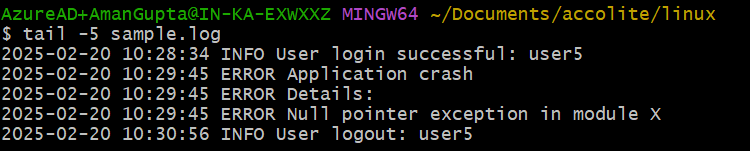 AzureAD+AmanGupta@IN-KA-EXWXXZ MINGW64 ~/Documents/accolite/linux
$ tail -5 sample.log
2025-02-20 10:28:34 INFO User login successful: user5
2025-02-20 10:29:45 ERROR Application crash
2025-02-20 10:29:45 ERROR Details:
2025-02-20 10:29:45 ERROR Null pointer exception in module X
2025-02-20 10:30:56 INFO User logout: user5